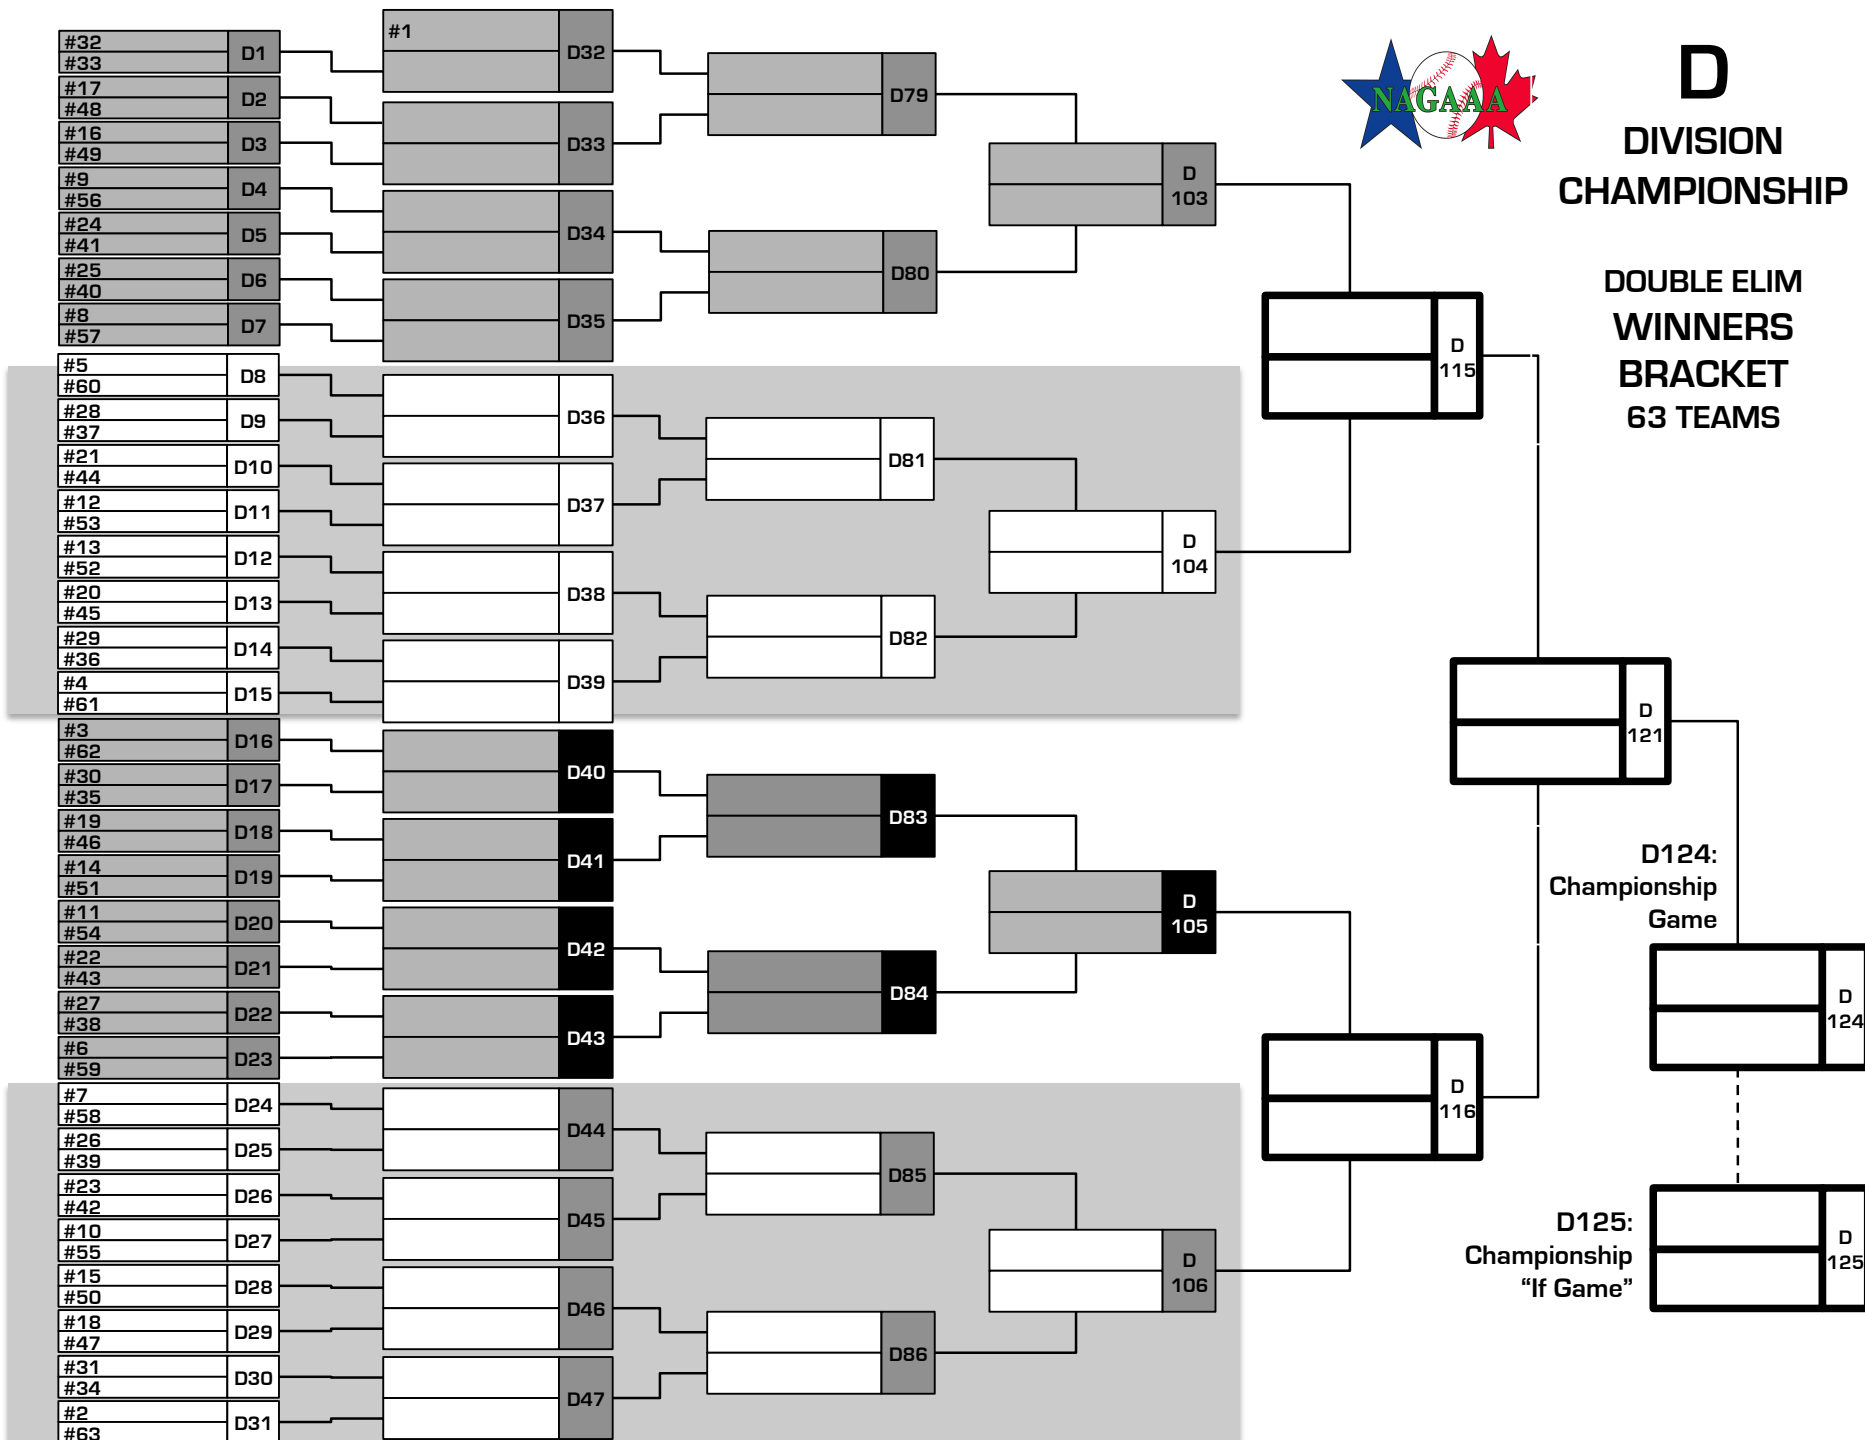 #32
#33
D1
#17
#48
D2
#16
#49
D3
#9
#56
D4
#24
#41
D5
#25
#40
D6
#8
#57
D7
#5
#60
D8
#28
#37
D9
#21
#44
D10
#12
#53
D11
#13
#52
D12
#20
#45
D13
#29
#36
D14
#4
#61
D15
#3
#62
D16
#30
#35
D17
#19
#46
D18
#14
#51
D19
#11
#54
D20
#22
#43
D21
#27
#38
D22
#6
#59
D23
#7
#58
D24
#26
#39
D25
#23
#42
D26
#10
#55
D27
#15
#50
D28
#18
#47
D29
#31
#34
D30
#2
#63
D31
#1
D32
D33
D34
D35
D36
D37
D38
D39
D40
D41
D42
D43
D44
D45
D46
D47
D79
D80
D81
D82
D83
D84
D85
D86
D
103
D
104
D
105
D
106
D
115
D
116
D
121
NAGAAA
D
DIVISION
CHAMPIONSHIP
DOUBLE ELIM
WINNERS
BRACKET
63 TEAMS
D124:
Championship
Game
D
124
D125:
Championship
“If Game”
D
125